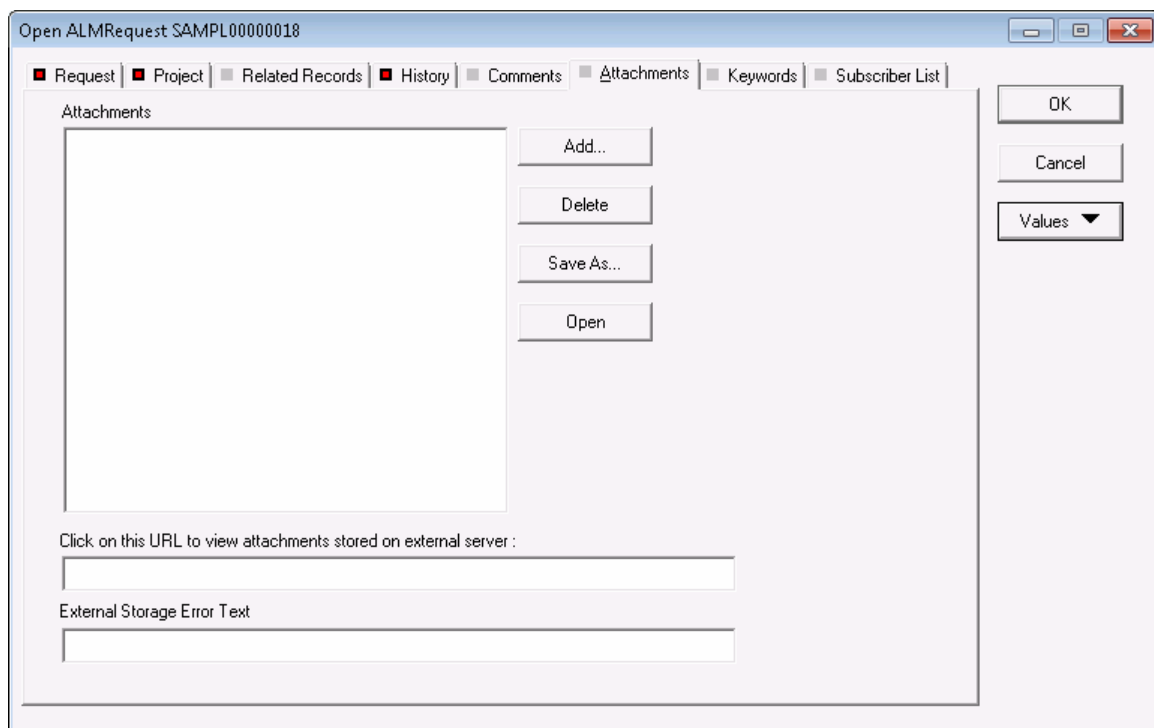 Open ALMRequest SAMPL00000018
Request Project Related Records History Comments Attachments Keywords Subscriber List
Attachments
Add...
Delete
Save As...
Open
OK
Cancel
Values
Click on this URL to view attachments stored on external server :
External Storage Error Text